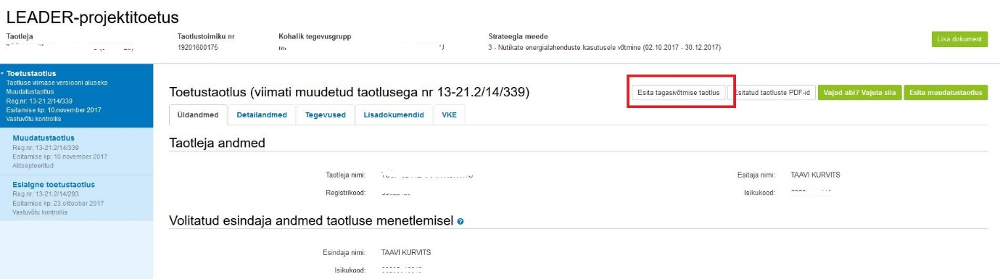 LEADER-projektitoetus
Taotleja Taotlustoimiku nr Kohalik tegevusgrupp Strateegia meede
19201600175 3 - Nutikate energialahenduste kasutusele võtmine (02.10.2017 - 30.12.2017)
Lisa dokument
Toetustaotlus
Taotluse viimase versiooni aluseks
Muudatustaotlus
Reg.nr: 13-21.2/14/339
Esitamise kp: 10.november 2017
Vastuvõtu kontrollis
Muudatustaotlus
Reg.nr: 13-21.2/14/339
Esitamise kp: 10.november 2017
Aktsepteeritud
Esialgne toetustaotlus
Reg.nr: 13-21.2/14/293
Esitamise kp: 23.oktoober 2017
Vastuvõtu kontrollis
Toetustaotlus (viimati muudetud taotlusega nr 13-21.2/14/339)
Esita tagasivõtmise taotlus Esitatud taotluste PDF-id Vajad abi? Vajuta siia Esita muudatustaotlus
Üldandmed Detailandmed Tegevused Lisadokumendid VKE
Taotleja andmed
Taotleja nimi: Esitaja nimi: TAAVI KURVITS
Registrikood: Isikukood:
Volitatud esindaja andmed taotluse menetlemisel
Esindaja nimi: TAAVI KURVITS
Isikukood: